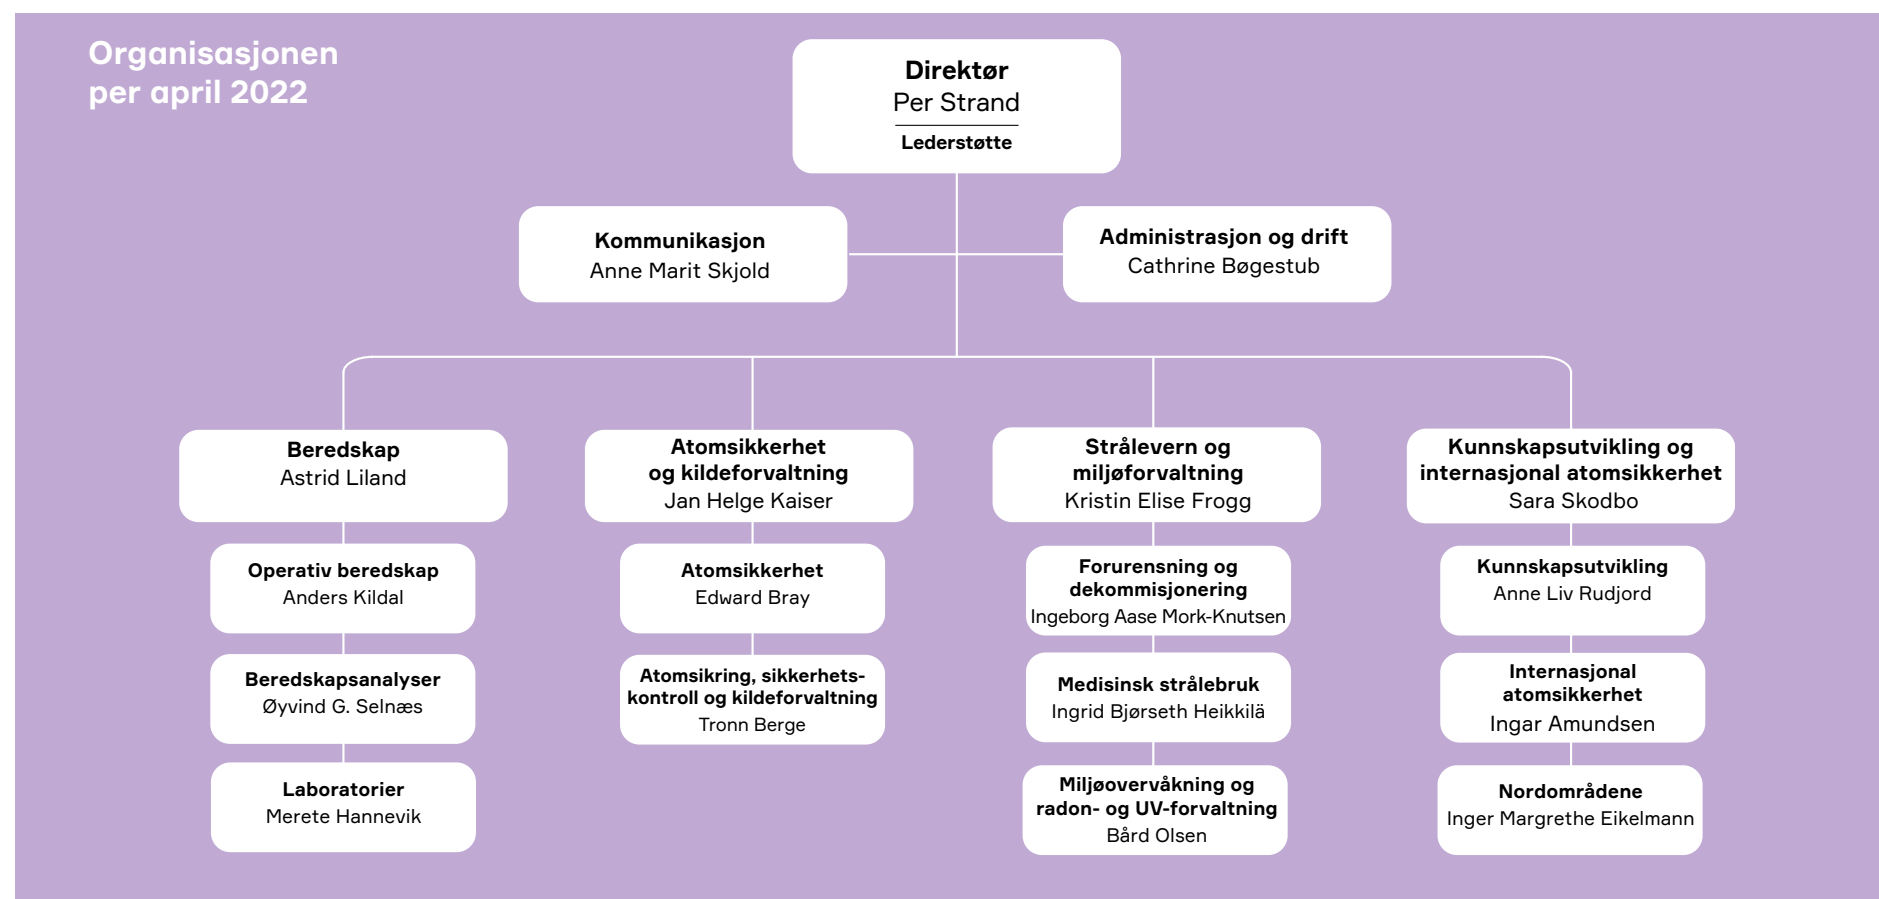 Organisasjonen
per april 2022
Direktør
Per Strand
Lederstøtte
Kommunikasjon
Anne Marit Skjold
Administrasjon og drift
Cathrine Bøgestub
Beredskap
Astrid Liland
Operativ beredskap
Anders Kildal
Beredskapsanalyser
Øyvind G. Selnæs
Laboratorier
Merete Hannevik
Atomsikkerhet
og kildeforvaltning
Jan Helge Kaiser
Atomsikkerhet
Edward Bray
Atomsikring, sikkerhets-
kontroll og kildeforvaltning
Tronn Berge
Strålevern og
miljøforvaltning
Kristin Elise Frogg
Forurensning og
dekommisjonering
Ingeborg Aase Mork-Knutsen
Medisinsk strålebruk
Ingrid Bjørseth Heikkilä
Miljøovervåkning og
radon- og UV-forvaltning
Bård Olsen
Kunnskapsutvikling og
internasjonal atomsikkerhet
Sara Skodbo
Kunnskapsutvikling
Anne Liv Rudjord
Internasjonal
atomsikkerhet
Ingar Amundsen
Nordområdene
Inger Margrethe Eikelmann